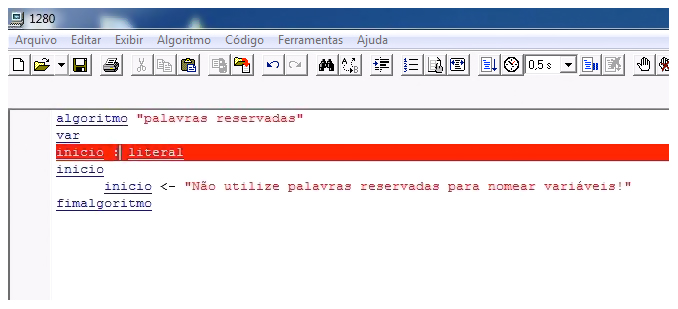 1280
Arquivo Editar Exibir Algoritmo Código Ferramentas Ajuda
0,5 s
algoritmo "palavras reservadas"
var
inicio : literal
inicio
inicio <- "Não utilize palavras reservadas para nomear variáveis!"
fimalgoritmo